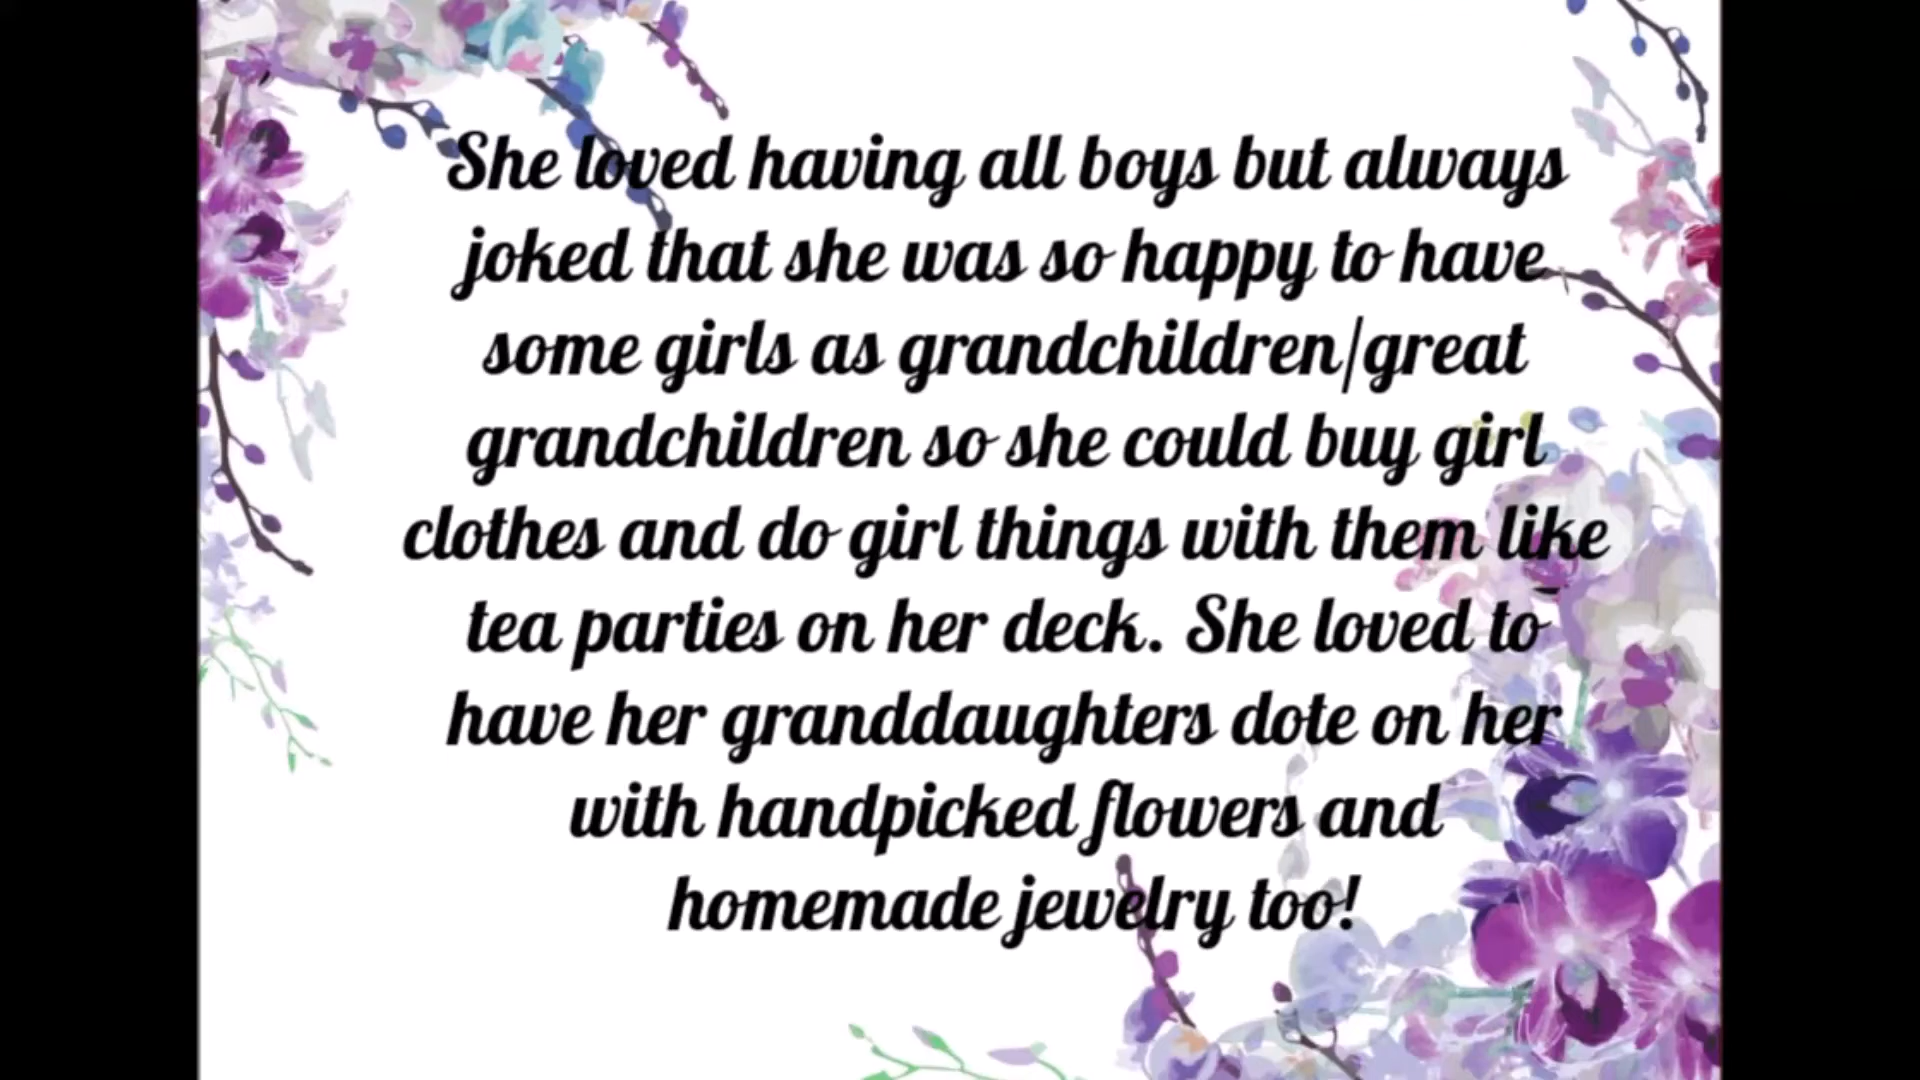 She loved having all boys but always
joked that she was so happy to have
some girls as grandchildren/great
grandchildren so she could buy girl
clothes and do girl things with them like
tea parties on her deck. She loved to
have her granddaughters dote on her
with handpicked flowers and
homemade jewelry too!